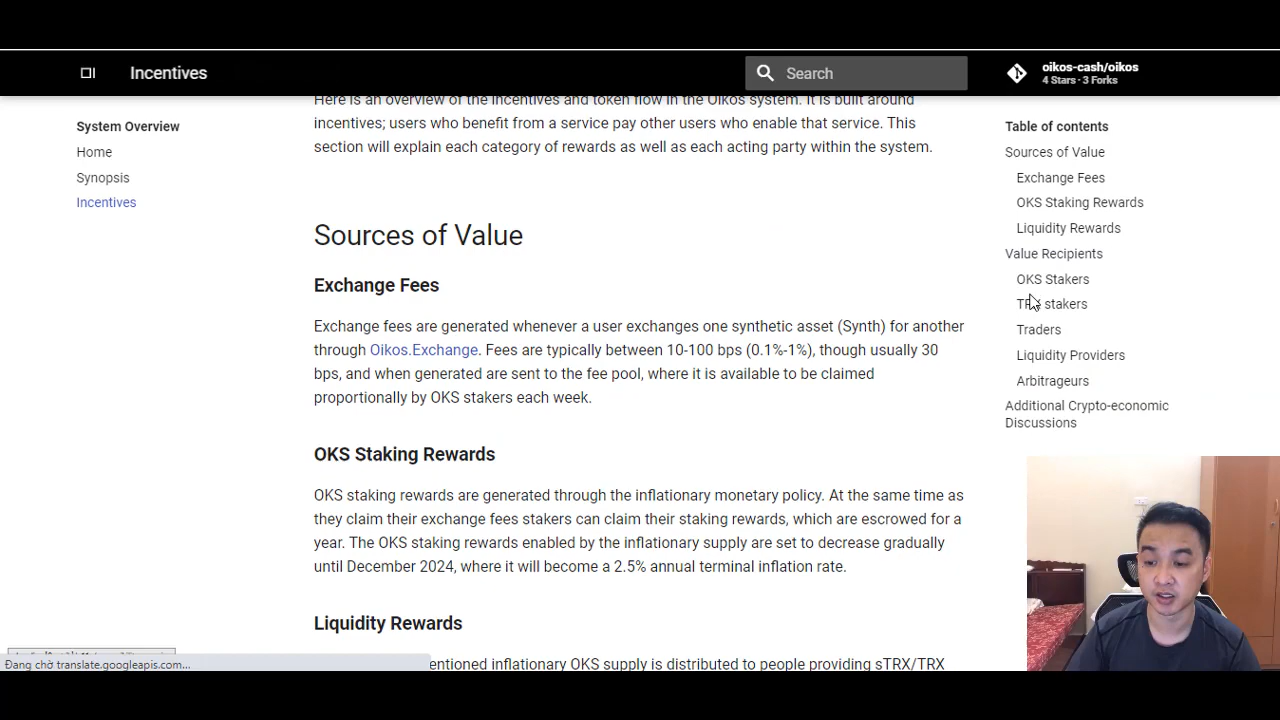 Incentives
Search
oikos-cash/oikos
4 Stars · 3 Forks
System Overview
Home
Synopsis
Incentives
Here is an overview of the incentives and token flow in the Oikos system. It is built around
incentives; users who benefit from a service pay other users who enable that service. This
section will explain each category of rewards as well as each acting party within the system.
Sources of Value
Exchange Fees
Exchange fees are generated whenever a user exchanges one synthetic asset (Synth) for another
through Oikos.Exchange. Fees are typically between 10-100 bps (0.1%-1%), though usually 30
bps, and when generated are sent to the fee pool, where it is available to be claimed
proportionally by OKS stakers each week.
OKS Staking Rewards
OKS staking rewards are generated through the inflationary monetary policy. At the same time as
they claim their exchange fees stakers can claim their staking rewards, which are escrowed for a
year. The OKS staking rewards enabled by the inflationary supply are set to decrease gradually
until December 2024, where it will become a 2.5% annual terminal inflation rate.
Liquidity Rewards
entioned inflationary OKS supply is distributed to people providing sTRX/TRX
Table of contents
Sources of Value
Exchange Fees
OKS Staking Rewards
Liquidity Rewards
Value Recipients
OKS Stakers
TRX stakers
Traders
Liquidity Providers
Arbitrageurs
Additional Crypto-economic
Discussions
Đang chờ translate.googleapis.com...